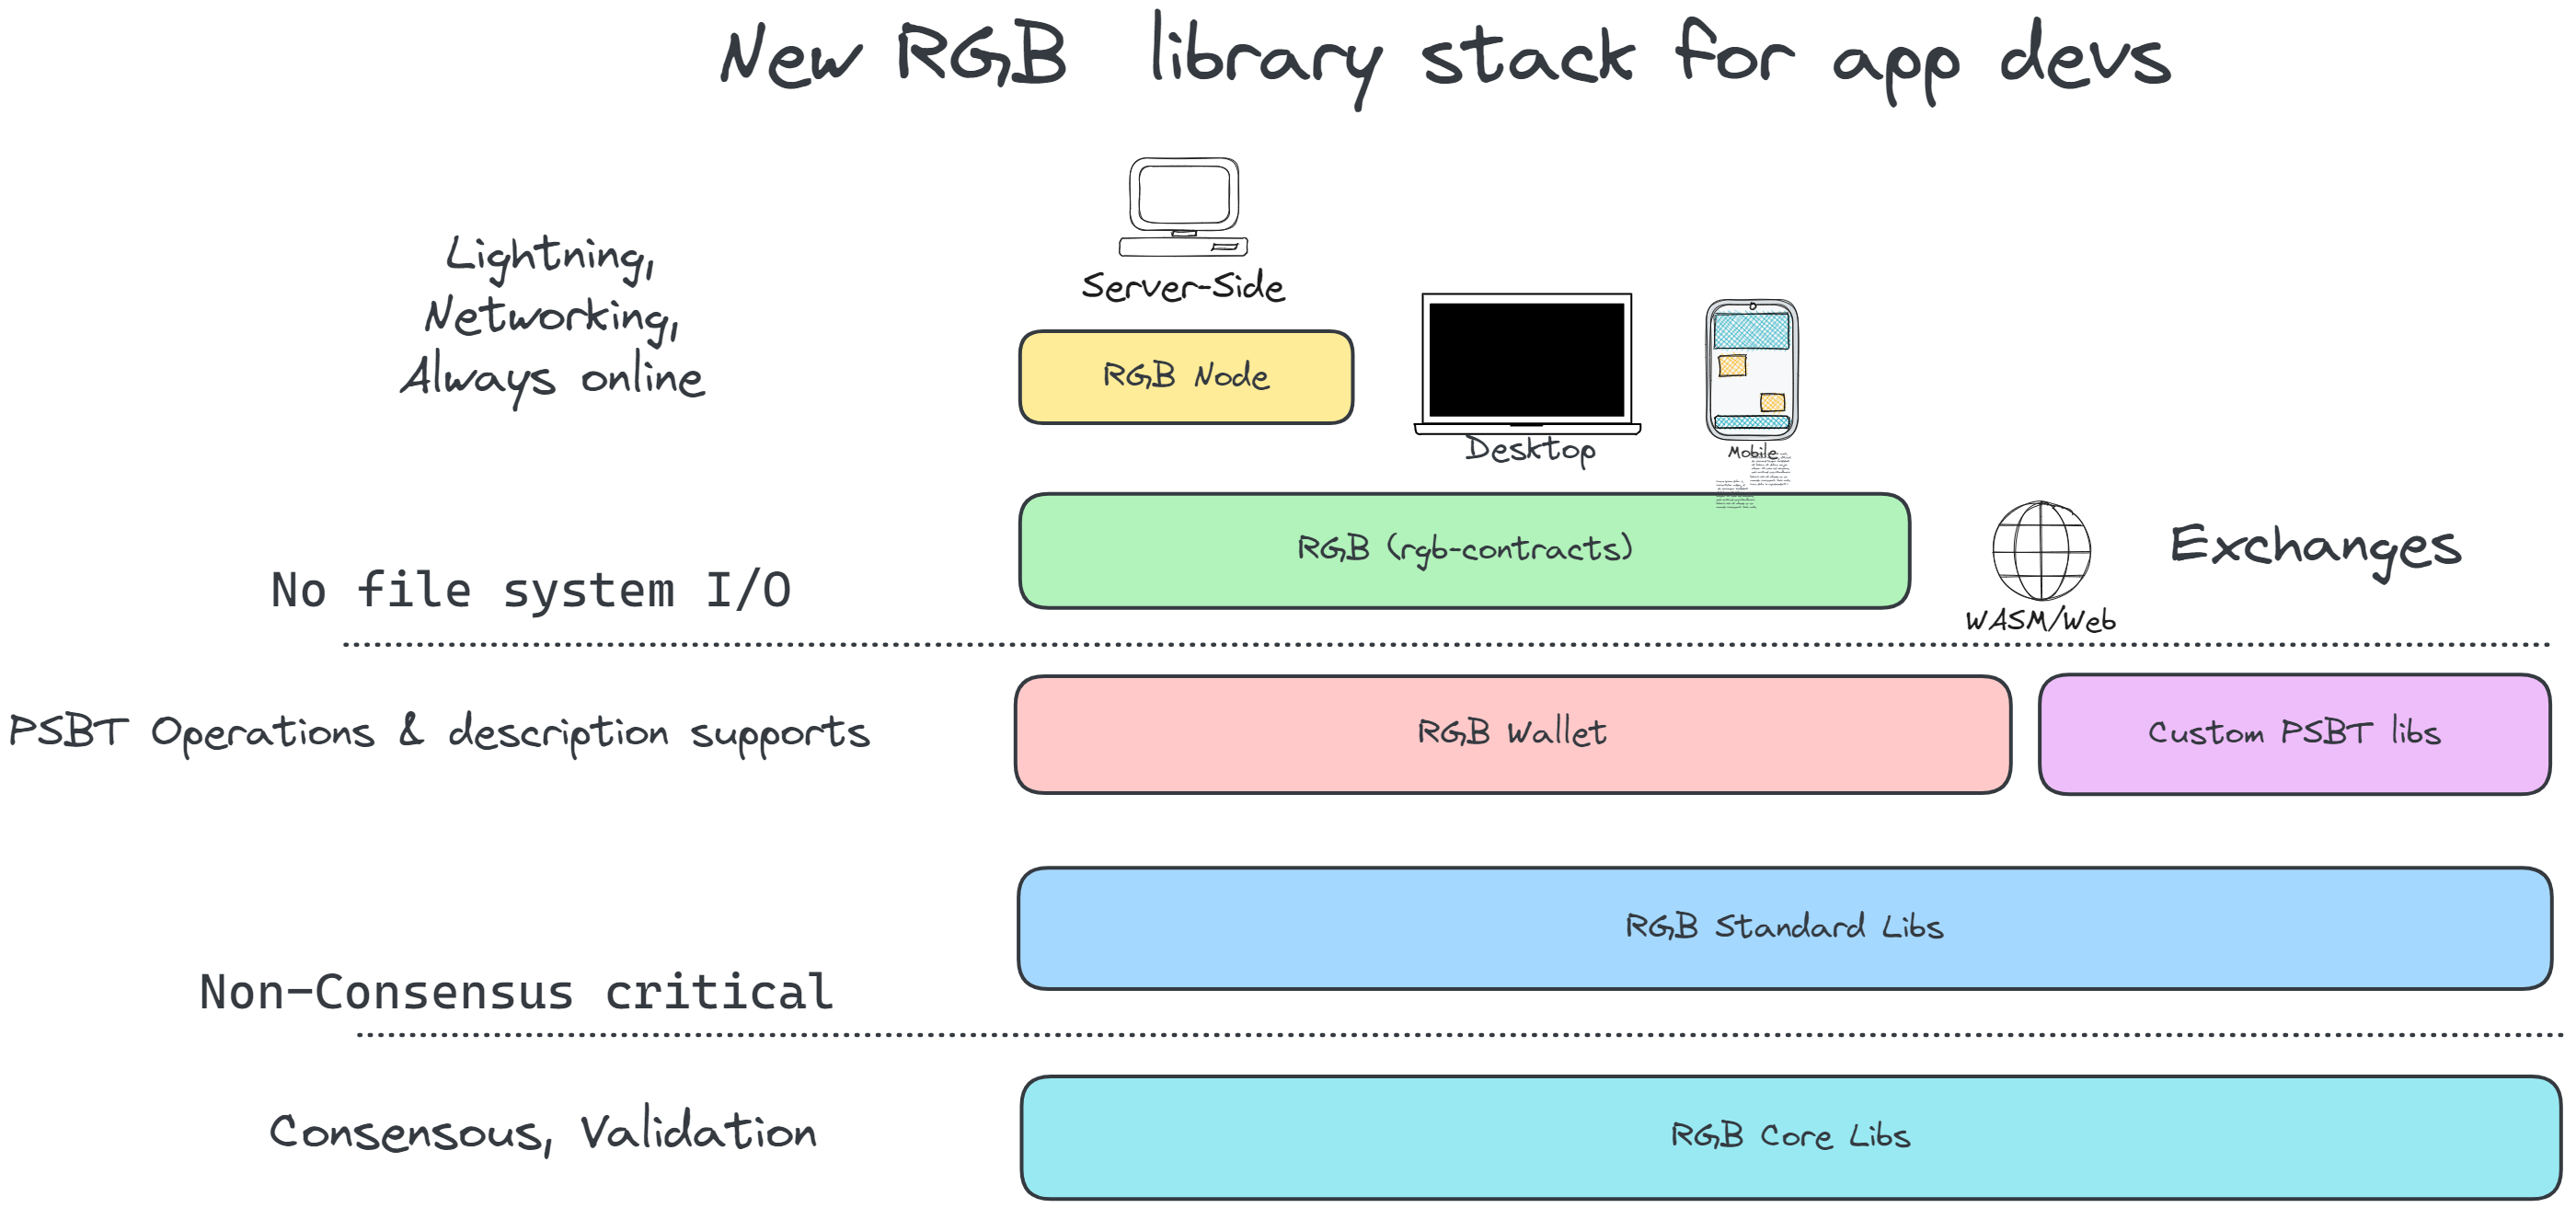 New RGB library stack for app devs
Server-Side
Lightning,
Networking,
Always online
RGB Node
Desktop
Mobile
RGB (rgb-contracts)
Exchanges
No file system I/O
WASM/Web
PSBT Operations & description supports
RGB Wallet
Custom PSBT libs
RGB Standard Libs
Non-Consensus critical
Consensous, Validation
RGB Core Libs